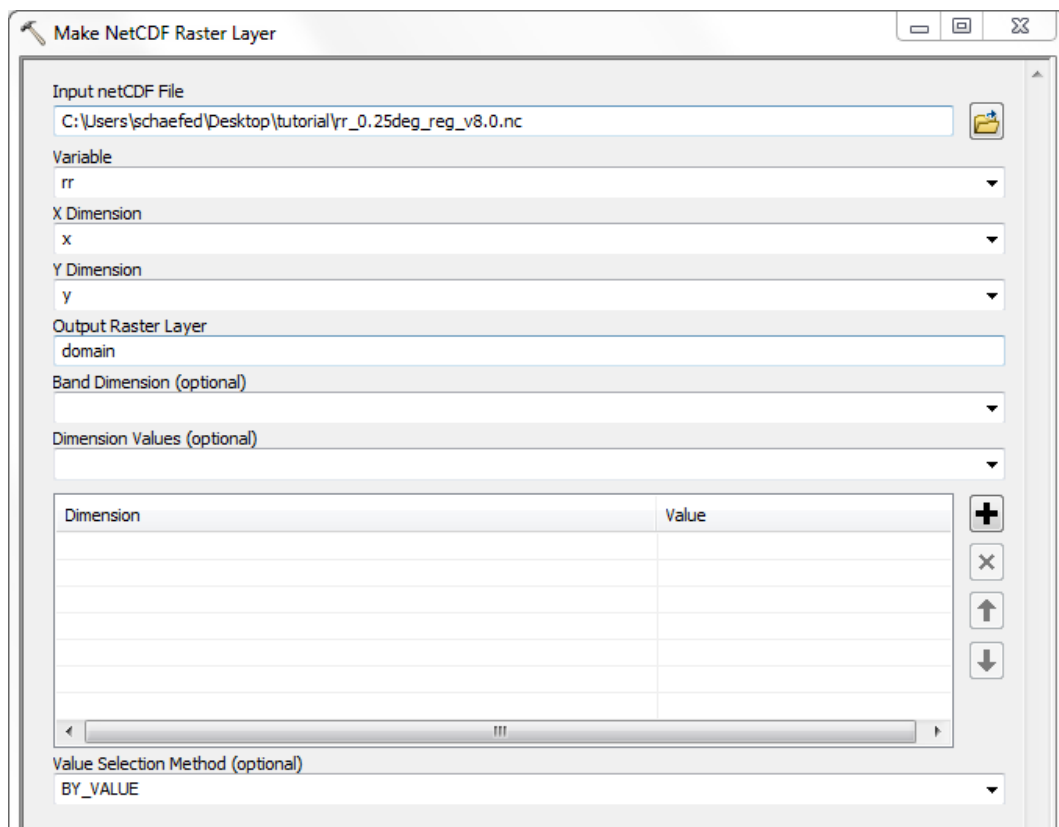 Make NetCDF Raster Layer
Input netCDF File
C:\Users\schaefed\Desktop\tutorial\rr_0.25deg_reg_v8.0.nc
Variable
rr
X Dimension
x
Y Dimension
y
Output Raster Layer
domain
Band Dimension (optional)
Dimension Values (optional)
Dimension Value
Value Selection Method (optional)
BY_VALUE